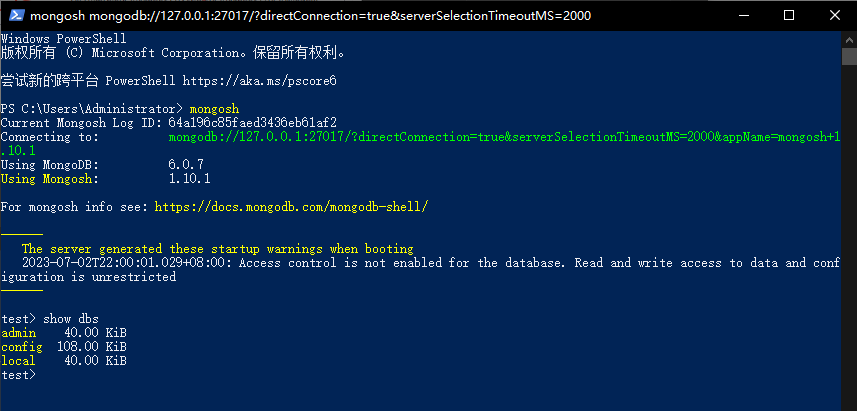 mongosh mongodb://127.0.0.1:27017/?directConnection=true&serverSelectionTimeoutMS=2000
Windows PowerShell
版权所有 (C) Microsoft Corporation。保留所有权利。
尝试新的跨平台 PowerShell https://aka.ms/pscore6
PS C:\Users\Administrator> mongosh
Current Mongosh Log ID: 64a196c85faed3436eb61af2
Connecting to:          mongodb://127.0.0.1:27017/?directConnection=true&serverSelectionTimeoutMS=2000&appName=mongosh+1
.10.1
Using MongoDB:          6.0.7
Using Mongosh:          1.10.1
For mongosh info see: https://docs.mongodb.com/mongodb-shell/
------
   The server generated these startup warnings when booting
   2023-07-02T22:00:01.029+08:00: Access control is not enabled for the database. Read and write access to data and conf
iguration is unrestricted
------
test> show dbs
admin    40.00 KiB
config  108.00 KiB
local    40.00 KiB
test>